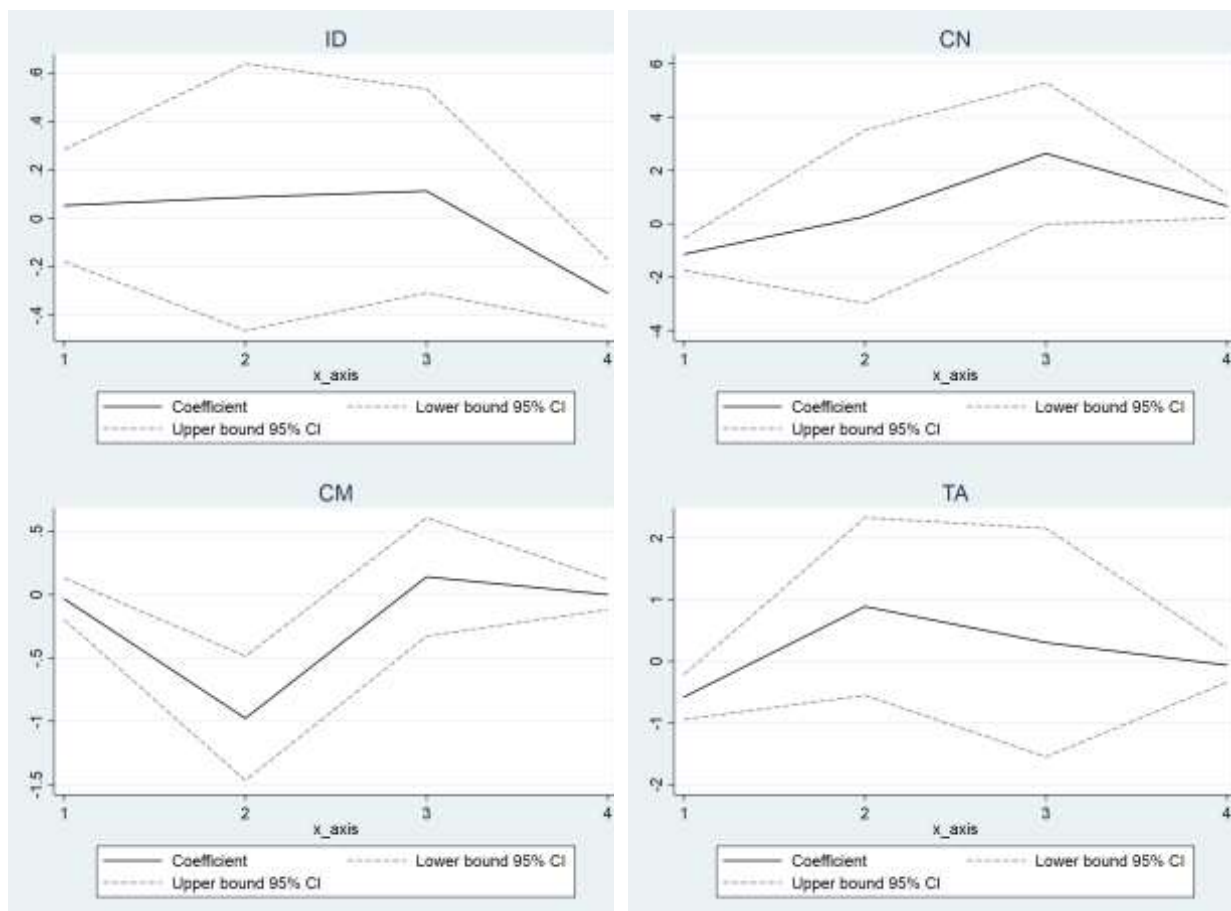 ID
.6
.4
.2
0
-.2
-.4
1 2 3 4
x_axis
Coefficient Lower bound 95% CI
Upper bound 95% CI
CN
6
4
2
0
-2
-4
1 2 3 4
x_axis
Coefficient Lower bound 95% CI
Upper bound 95% CI
CM
.5
0
-.5
-1
-1.5
1 2 3 4
x_axis
Coefficient Lower bound 95% CI
Upper bound 95% CI
TA
2
1
0
-1
-2
1 2 3 4
x_axis
Coefficient Lower bound 95% CI
Upper bound 95% CI